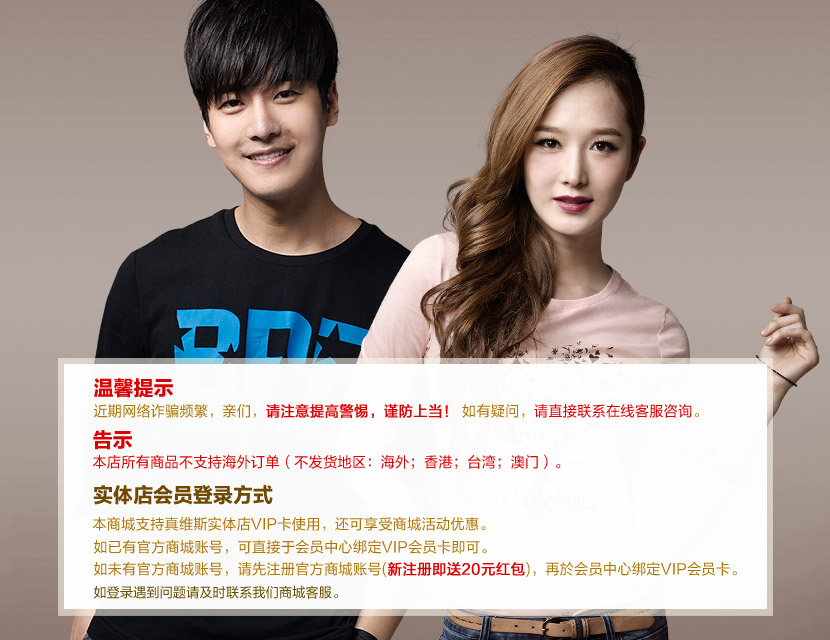 温馨提示
近期网络诈骗频繁，亲们，请注意提高警惕，谨防上当！ 如有疑问，请直接联系在线客服咨询。
告示
本店所有商品不支持海外订单（不发货地区：海外；香港；台湾；澳门）。
实体店会员登录方式
本商城支持真维斯实体店VIP卡使用，还可享受商城活动优惠。
如已有官方商城账号，可直接于会员中心绑定VIP会员卡即可。
如未有官方商城账号，请先注册官方商城账号(新注册即送20元红包)，再於会员中心绑定VIP会员卡。
如登录遇到问题请及时联系我们商城客服。